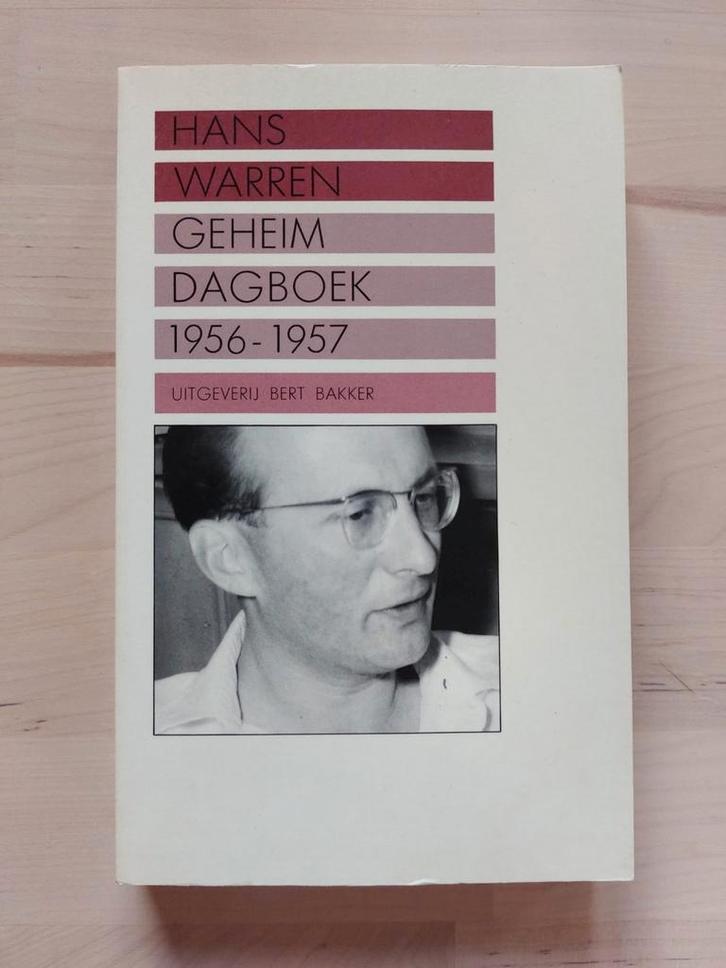 HANS
WARREN
GEHEIM
DAGBOEK
1956-1957
UITGEVERIJ BERT BAKKER